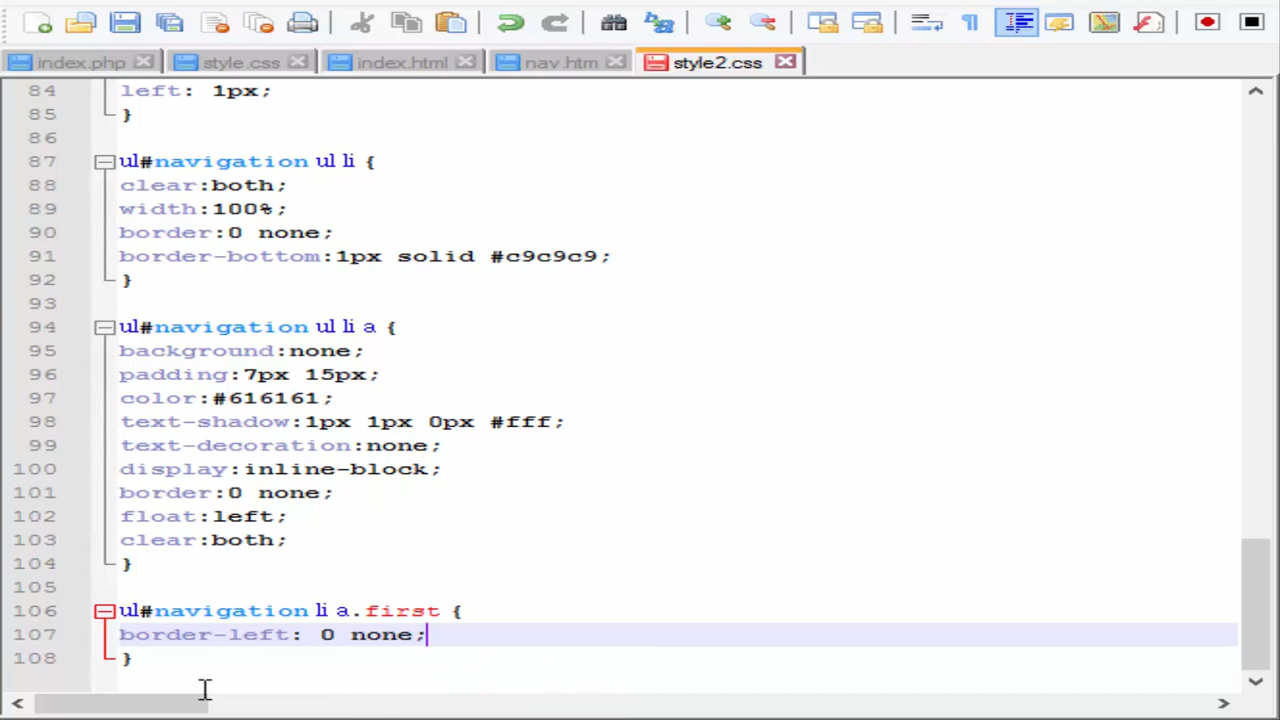 index.php style.css index.html nav.htm style2.css
84 left: 1px;
85 }
86
87 ul#navigation ul li {
88 clear:both;
89 width:100%;
90 border:0 none;
91 border-bottom:1px solid #c9c9c9;
92 }
93
94 ul#navigation ul li a {
95 background:none;
96 padding:7px 15px;
97 color:#616161;
98 text-shadow:1px 1px 0px #fff;
99 text-decoration:none;
100 display:inline-block;
101 border:0 none;
102 float:left;
103 clear:both;
104 }
105
106 ul#navigation li a.first {
107 border-left: 0 none;
108 }